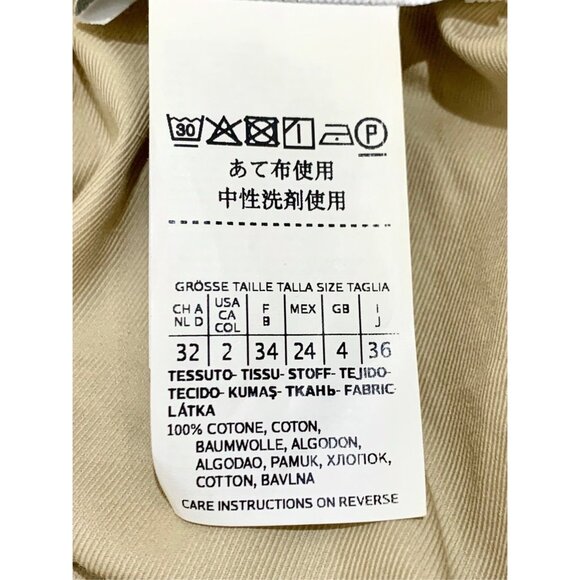 30 P
あて布使用
中性洗剤使用
GRÖSSE TAILLE TALLA SIZE TAGLIA
CH A NL D USA CA COL F B MEX GB I J
32 2 34 24 4 36
TESSUTO- TISSU- STOFF- TEJIDO-
TECIDO- KUMAŞ- ТКАНЬ- FABRIC-
LÁTKA
100% COTONE, COTON,
BAUMWOLLE, ALGODON,
ALGODAO, PAMUK, ХЛОПОК,
COTTON, BAVLNA
CARE INSTRUCTIONS ON REVERSE